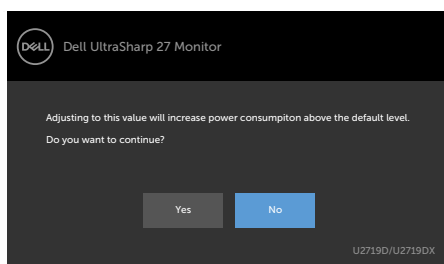 DELL Dell UltraSharp 27 Monitor
Adjusting to this value will increase power consumpiton above the default level.
Do you want to continue?
Yes No
U2719D/U2719DX